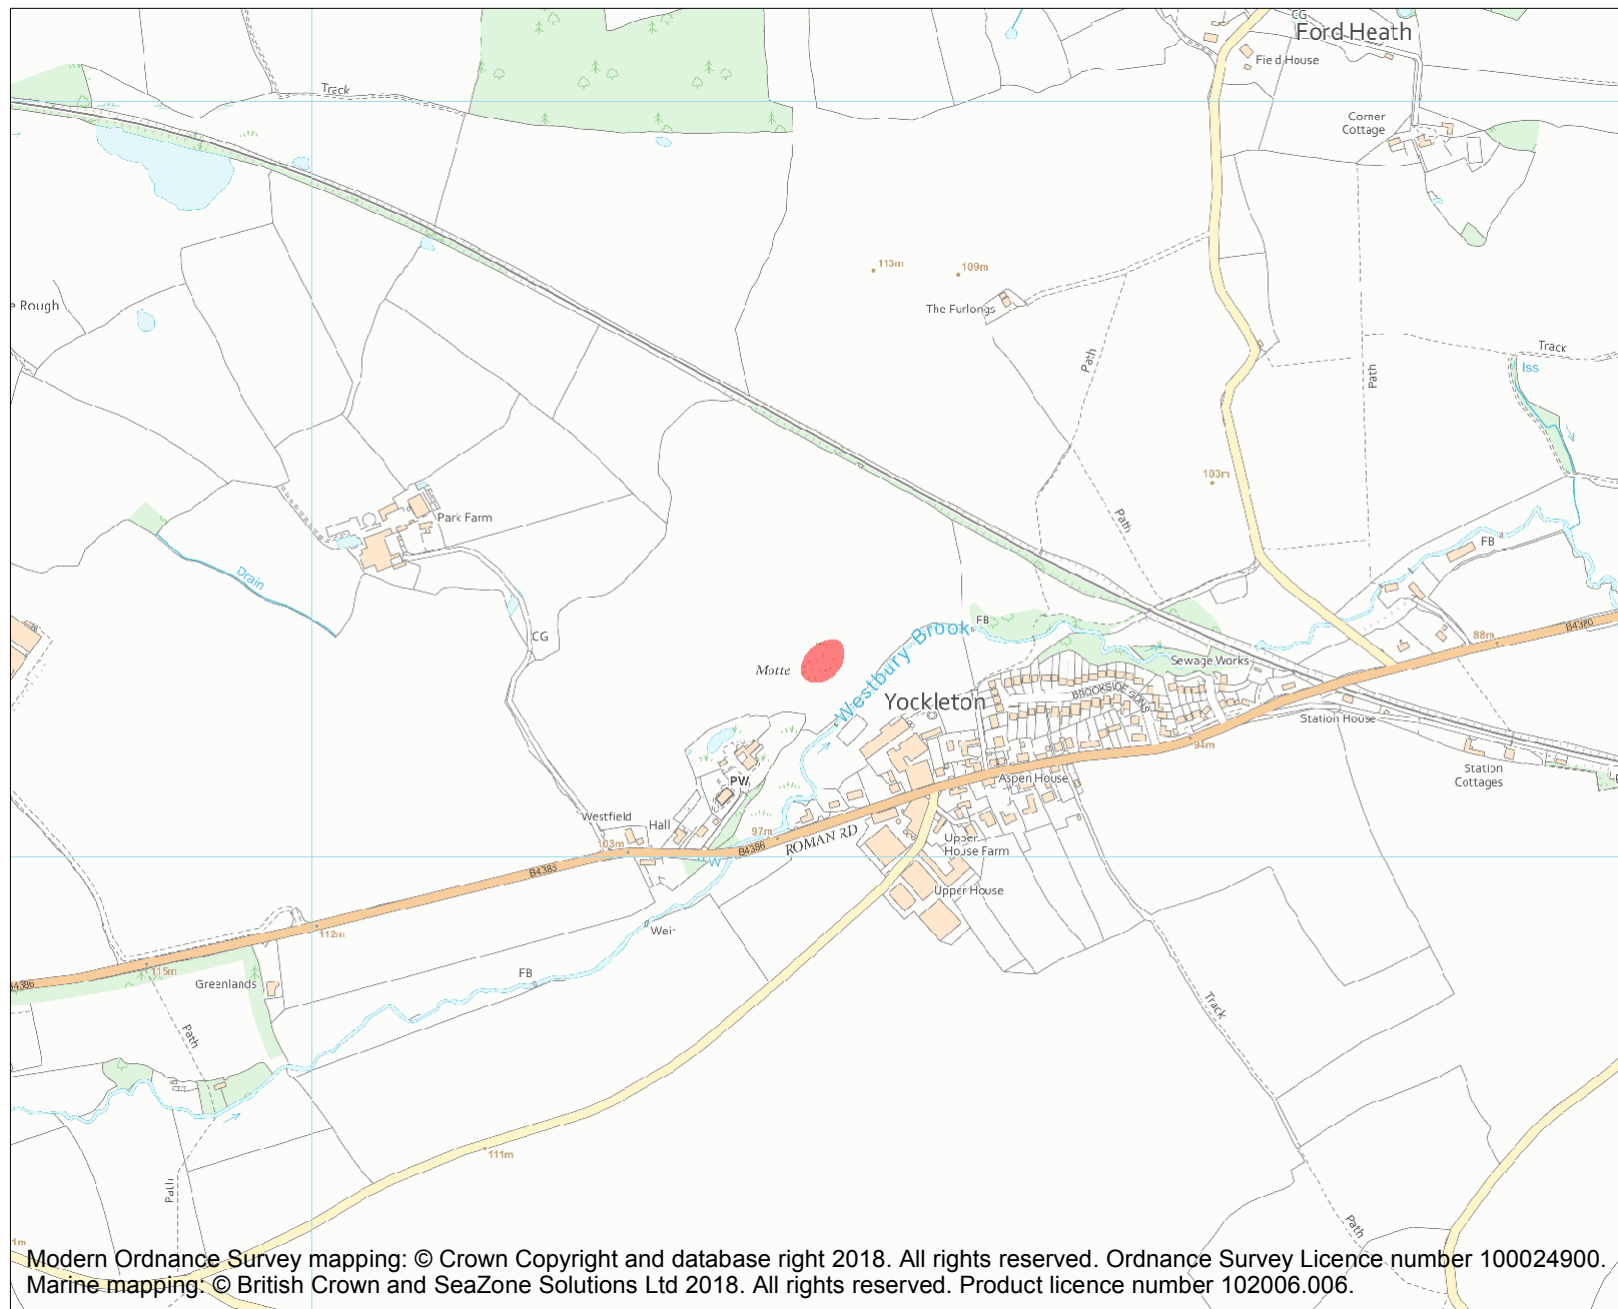 CG
Ford Heath
Field House
Track
Corner
Cottage
113m
109m
e Rough
The Furlongs
Path
Path
Track
Iss
103m
Path
Park Farm
FB
Drain
CG
FB
88m
B4380
Motte
Westbury Brook
Sewage Works
BROOKSIDE GDNS
Yockleton
Station House
94m
Aspen House
Station
Cottages
PW
Westfield
Hall
97m
ROMAN RD
103m
B4386
Upper
House Farm
B4385
Upper House
112m
Weir
115m
FB
Greenlands
B4386
Path
Track
111m
Path
Path
1m
Modern Ordnance Survey mapping: © Crown Copyright and database right 2018. All rights reserved. Ordnance Survey Licence number 100024900.
Marine mapping: © British Crown and SeaZone Solutions Ltd 2018. All rights reserved. Product licence number 102006.006.